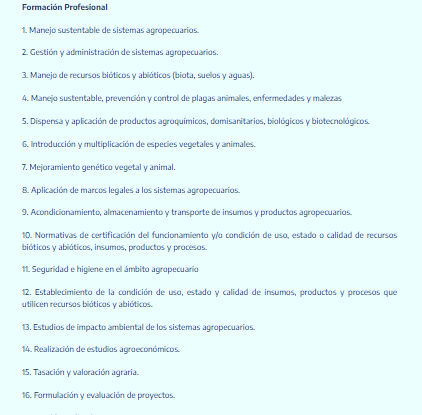 Formación Profesional
1. Manejo sustentable de sistemas agropecuarios.
2. Gestión y administración de sistemas agropecuarios.
3. Manejo de recursos bióticos y abióticos (biota, suelos y aguas).
4. Manejo sustentable, prevención y control de plagas animales, enfermedades y malezas
5. Dispensa y aplicación de productos agroquímicos, domisanitarios, biológicos y biotecnológicos.
6. Introducción y multiplicación de especies vegetales y animales.
7. Mejoramiento genético vegetal y animal.
8. Aplicación de marcos legales a los sistemas agropecuarios.
9. Acondicionamiento, almacenamiento y transporte de insumos y productos agropecuarios.
10. Normativas de certificación del funcionamiento y/o condición de uso, estado o calidad de recursos
bióticos y abióticos, insumos, productos y procesos.
11. Seguridad e higiene en el ámbito agropecuario
12. Establecimiento de la condición de uso, estado y calidad de insumos, productos y procesos que
utilicen recursos bióticos y abióticos.
13. Estudios de impacto ambiental de los sistemas agropecuarios.
14. Realización de estudios agroeconómicos.
15. Tasación y valoración agraria.
16. Formulación y evaluación de proyectos.